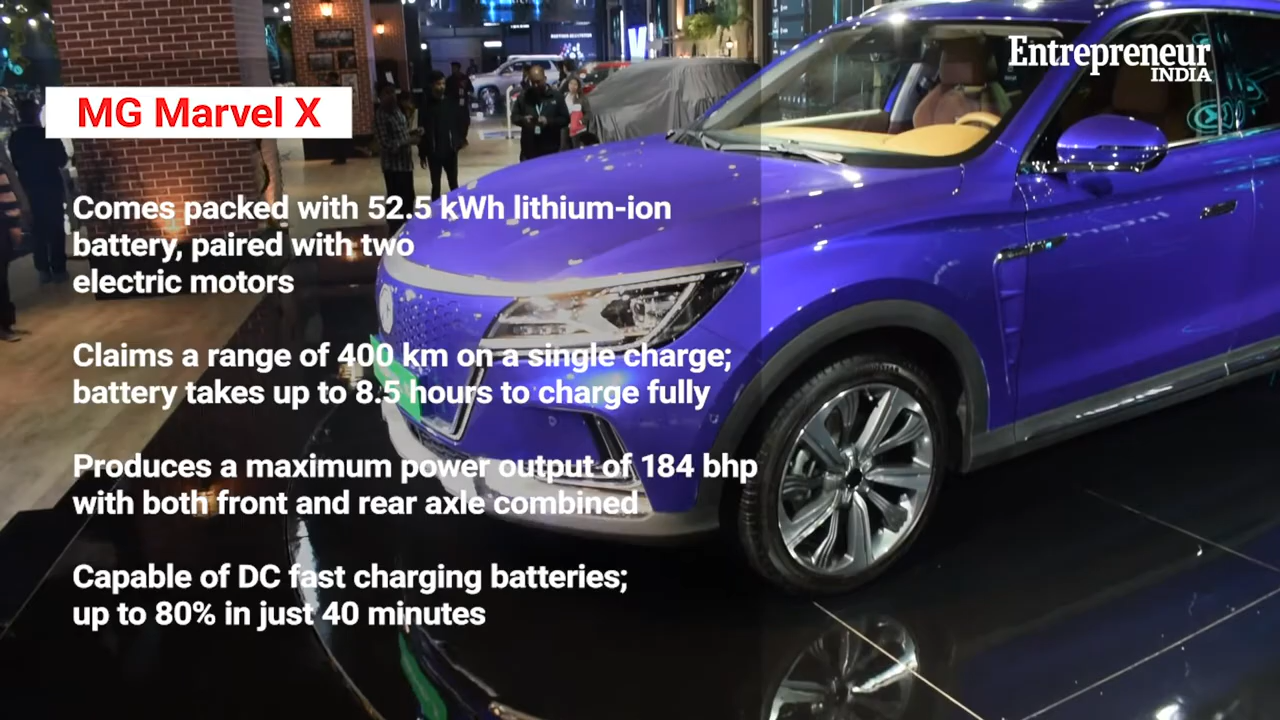 Entrepreneur
INDIA
MG Marvel X
Comes packed with 52.5 kWh lithium-ion
battery, paired with two
electric motors
Claims a range of 400 km on a single charge;
battery takes up to 8.5 hours to charge fully
Produces a maximum power output of 184 bhp
with both front and rear axle combined
Capable of DC fast charging batteries;
up to 80% in just 40 minutes